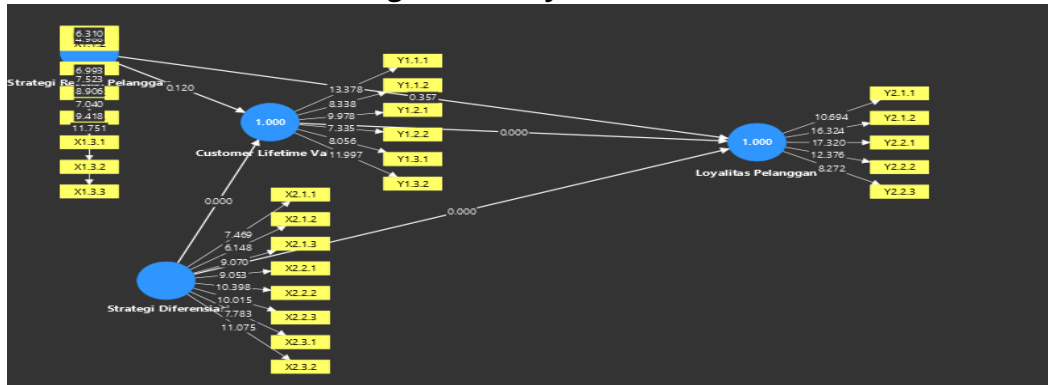 6.310
4.988
X1.1.2
Strategi Re
Pelangga
6.993
7.523
8.906
7.040
9.418
11.751
X1.3.1
X1.3.2
X1.3.3
0.120
0.357
1.000
Customer Lifetime Va
13.378
8.338
9.978
7.335
8.056
11.997
Y1.1.1
Y1.1.2
Y1.2.1
Y1.2.2
Y1.3.1
Y1.3.2
0.000
1.000
Loyalitas Pelanggan
10.694
16.324
17.320
12.376
8.272
Y2.1.1
Y2.1.2
Y2.2.1
Y2.2.2
Y2.2.3
0.000
0.000
Strategi Diferensia
7.469
6.148
9.070
9.053
10.398
10.015
7.783
11.075
X2.1.1
X2.1.2
X2.1.3
X2.2.1
X2.2.2
X2.2.3
X2.3.1
X2.3.2